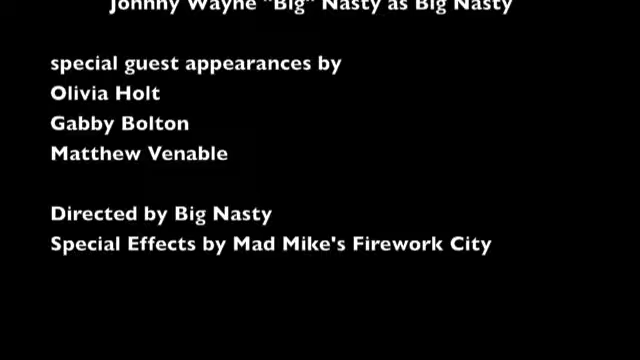 Johnny Wayne "Big" Nasty as Big Nasty
special guest appearances by
Olivia Holt
Gabby Bolton
Matthew Venable
Directed by Big Nasty
Special Effects by Mad Mike's Firework City